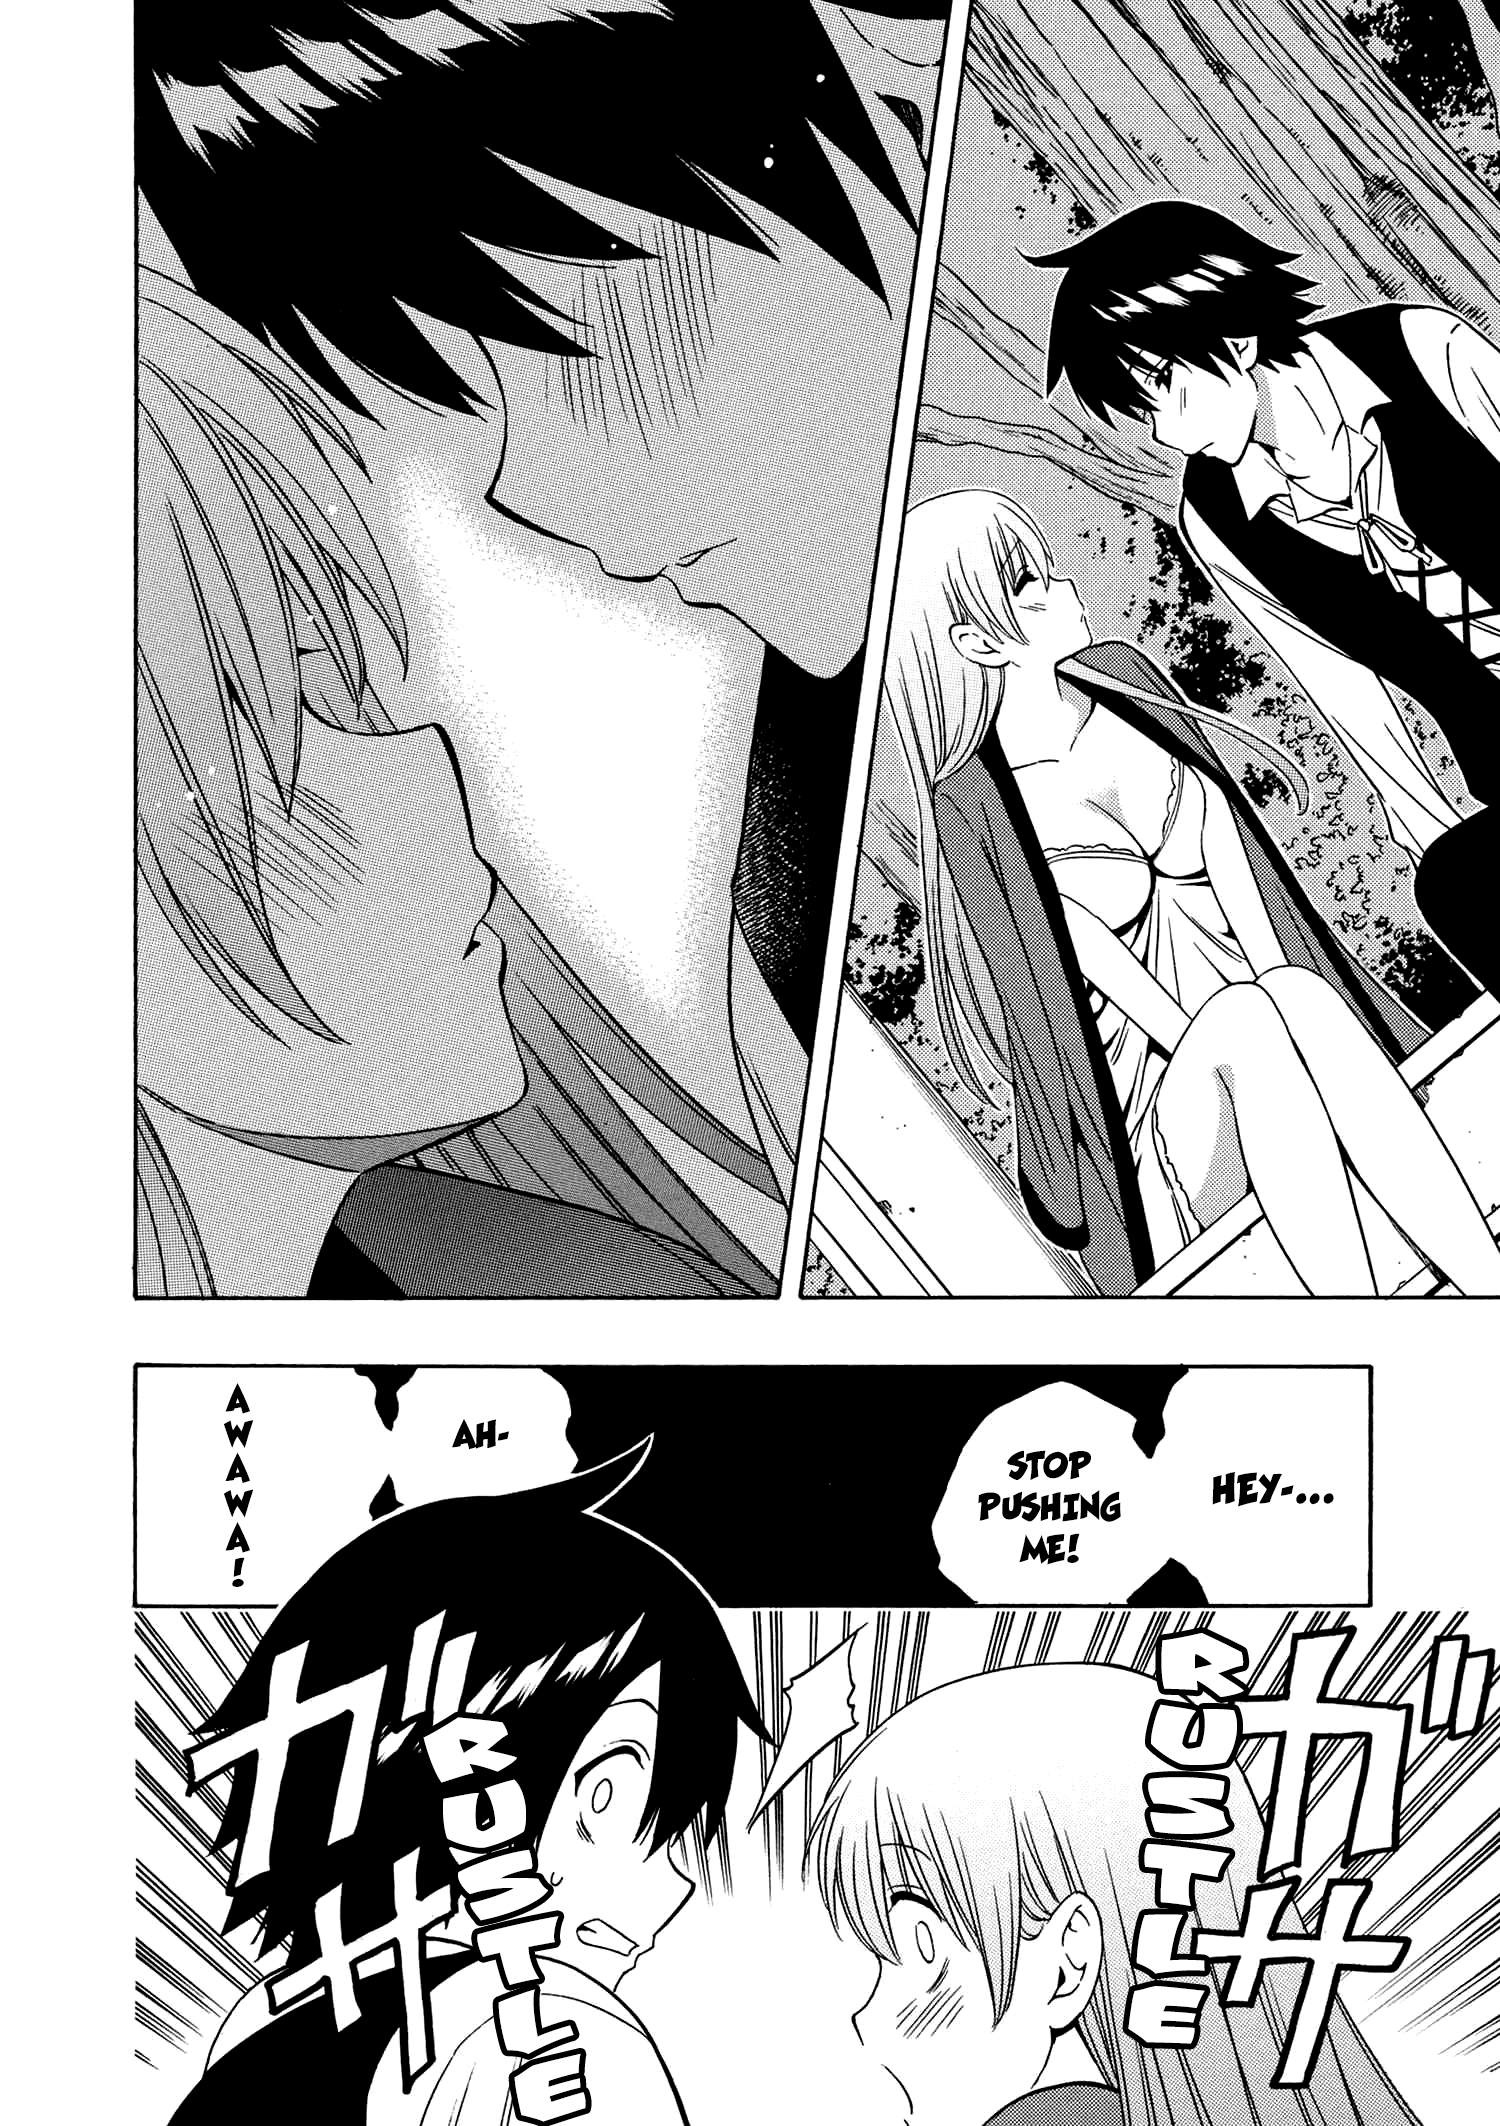 HEY-...
STOP
PUSHING
ME!
AH-
AWAWA!
ガサ
RUSTLE
ガサ
RUSTLE